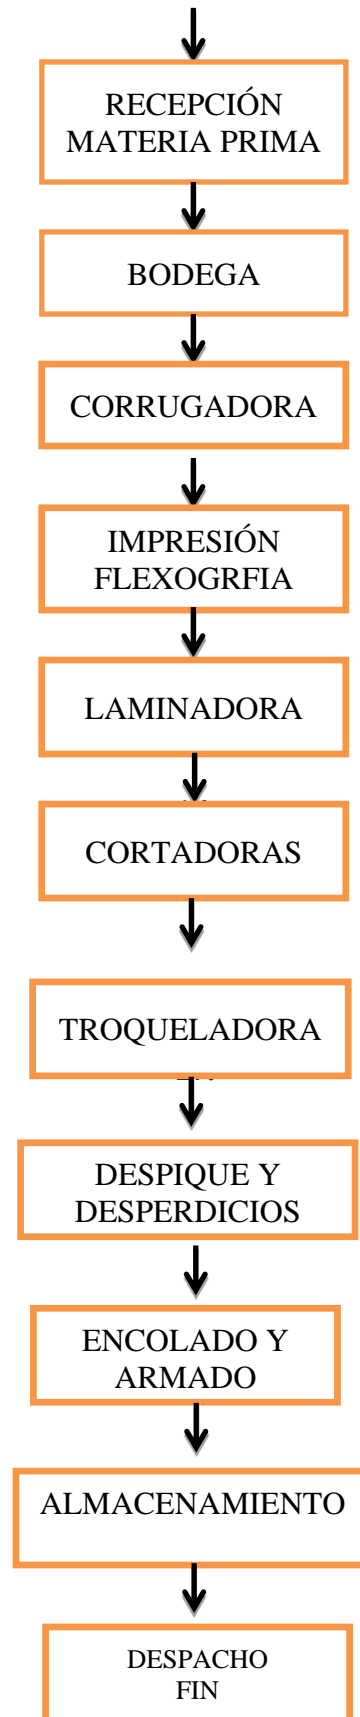 RECEPCIÓN
MATERIA PRIMA
BODEGA
CORRUGADORA
IMPRESIÓN
FLEXOGRFIA
LAMINADORA
CORTADORAS
TROQUELADORA
DESPIQUE Y
DESPERDICIOS
ENCOLADO Y
ARMADO
ALMACENAMIENTO
DESPACHO
FIN